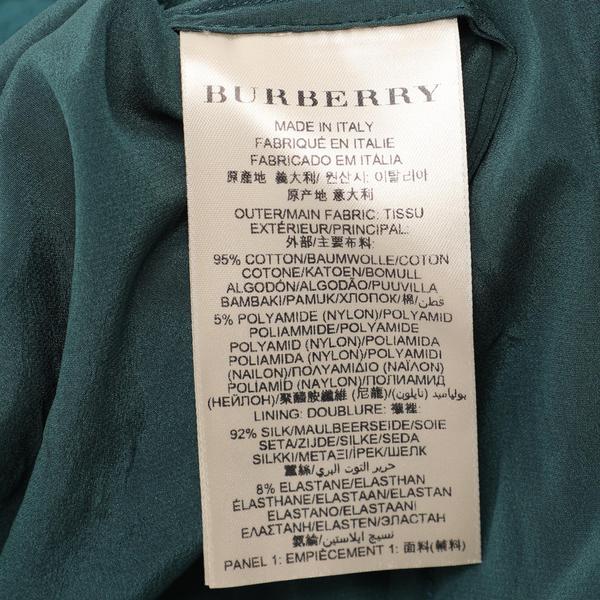 BURBERRY
MADE IN ITALY
FABRIQUÉ EN ITALIE
FABRICADO EM ITÁLIA
原產地 義大利/ 원산시: 이탈리아
原产地 意大利
OUTER/MAIN FABRIC: TISSU
EXTÉRIEUR/PRINCIPAL:
外部/主要布料:
95% COTTON/BAUMWOLLE/COTON
COTONE/KATOEN/BOMULL
ALGODÓN/ALGODÃO/PUUVILLA
BAMBAKI/PAMUK/ХЛОПОК/棉/قطن
5% POLYAMIDE (NYLON)/POLYAMID
POLIAMMIDE/POLYAMIDE
POLYAMID (NYLON)/POLIAMIDA
POLIAMIDA (NYLON)/POLYAMIDI
(NAILON)/ΠΟΛΥΑΜΙΔΙΟ (ΝΑΪΛΟΝ)
POLİAMİD (NAYLON)/ПОЛИАМИД
(НЕЙЛОН)/聚醯胺纖維 (尼龍)/بولياميد (نايلون)
LINING: DOUBLURE: 襯裡:
92% SILK/MAULBEERSEIDE/SOIE
SETA/ZIJDE/SILKE/SEDA
SILKKI/ΜΕΤΑΞΙ/İPEK/ШЕЛК
蠶絲/حرير التوت البري
8% ELASTANE/ELASTHAN
ÉLASTHANE/ELASTAAN/ELASTAN
ELASTANO/ELASTAANI
ΕΛΑΣΤΑΝΗ/ELASTEN/ЭЛАСТАН
氨綸/نسيج ايلاستين
PANEL 1: EMPIÈCEMENT 1: 面料(輔料)